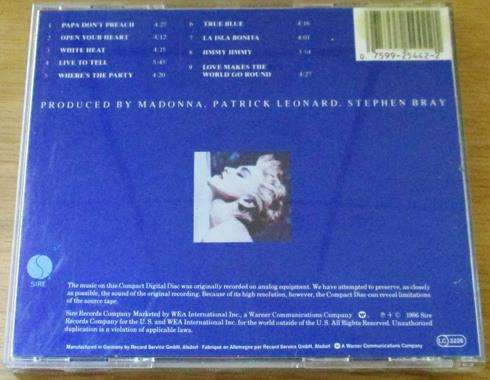 1 PAPA DON'T PREACH 4:27
2 OPEN YOUR HEART 4:12
3 WHITE HEAT 4:25
4 LIVE TO TELL 5:45
5 WHERE'S THE PARTY 4:20
6 TRUE BLUE 4:16
7 LA ISLA BONITA 4:01
8 JIMMY JIMMY 3:54
9 LOVE MAKES THE
WORLD GO ROUND 4:27
0 7599-25442-2
PRODUCED BY MADONNA, PATRICK LEONARD, STEPHEN BRAY
S
SIRE
The music on this Compact Digital Disc was originally recorded on analog equipment. We have attempted to preserve, as closely
as possible, the sound of the original recording. Because of its high resolution, however, the Compact Disc can reveal limitations
of the source tape.
Sire Records Company Marketed by WEA International Inc., a Warner Communications Company. ℗ + © 1986 Sire
Records Company for the U.S. and WEA International Inc. for the world outside of the U.S. All Rights Reserved. Unauthorized
duplication is a violation of applicable laws.
Manufactured in Germany by Record Service GmbH, Alsdorf · Fabriqué en Allemagne par Record Service GmbH, Alsdorf. A Warner Communications Company
LC 3228